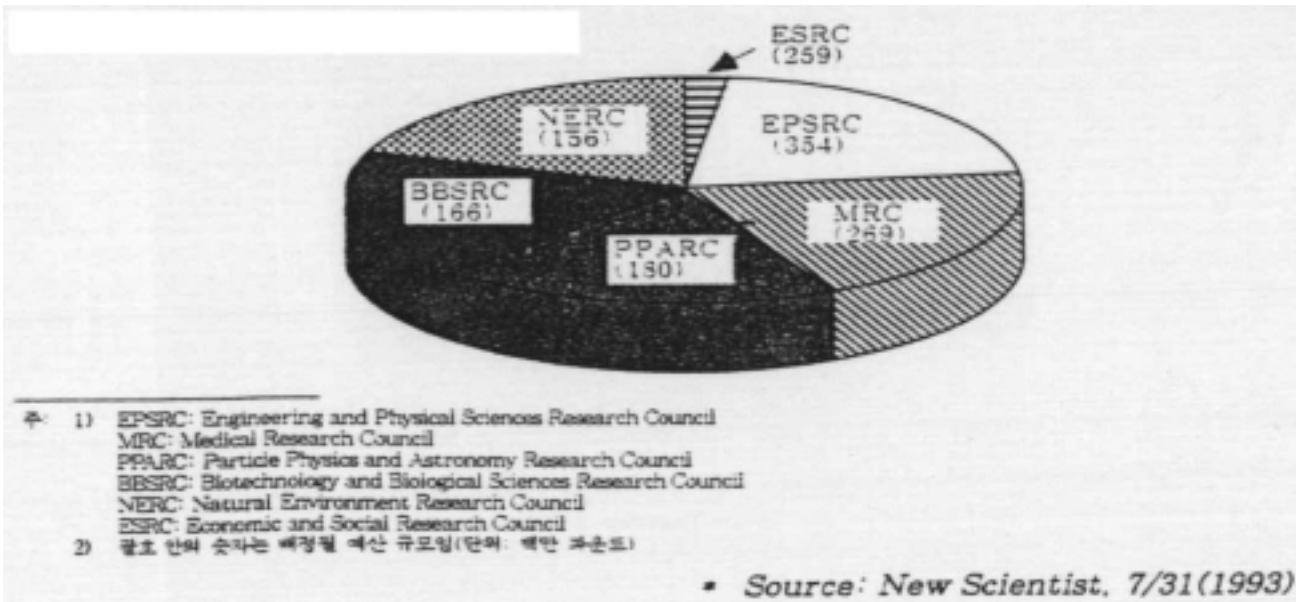 ESRC
(259)
NERC
(156)
EPSRC
(354)
BBSRC
(166)
MRC
(269)
PPARC
(180)
주: 1) EPSRC: Engineering and Physical Sciences Research Council
MRC: Medical Research Council
PPARC: Particle Physics and Astronomy Research Council
BBSRC: Biotechnology and Biological Sciences Research Council
NERC: Natural Environment Research Council
ESRC: Economic and Social Research Council
2) 괄호 안의 숫자는 배정될 예산 규모임(단위: 백만 파운드)
* Source: New Scientist, 7/31(1993)